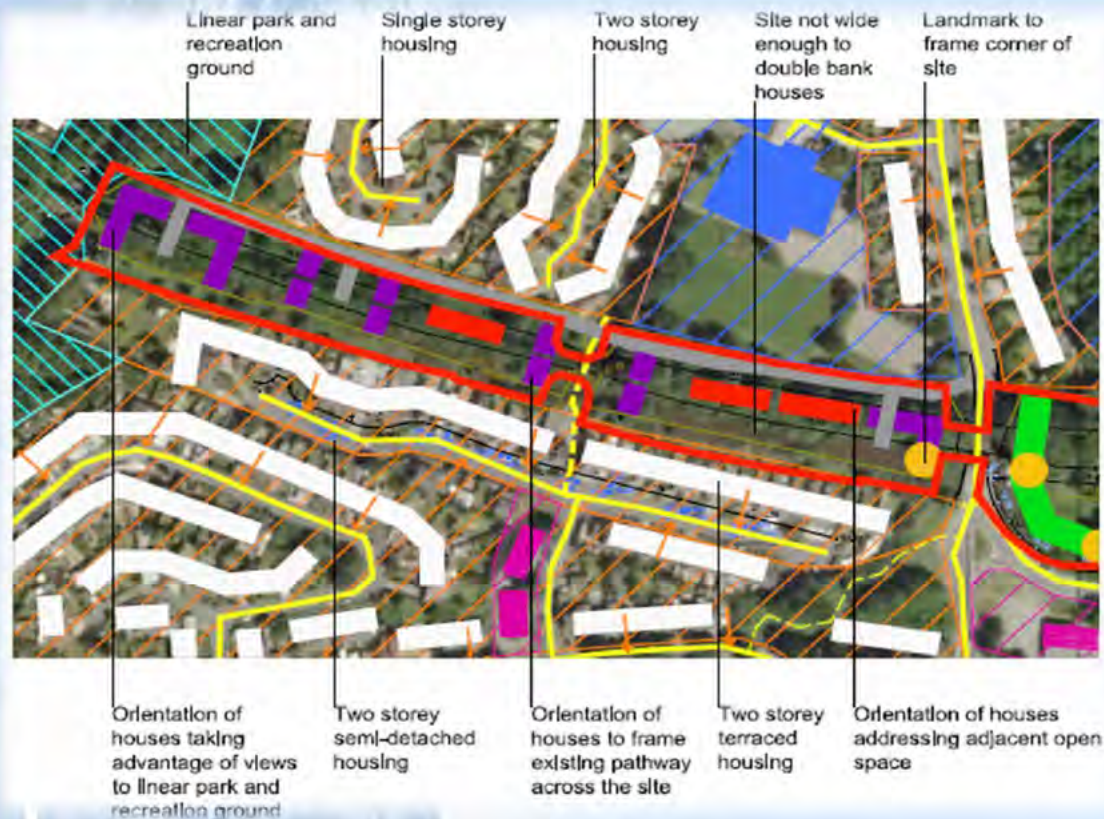 Linear park and
recreation
ground
Single storey
housing
Two storey
housing
Site not wide
enough to
double bank
houses
Landmark to
frame corner of
site
Orientation of
houses taking
advantage of views
to linear park and
recreation ground
Two storey
semi-detached
housing
Orientation of
houses to frame
existing pathway
across the site
Two storey
terraced
housing
Orientation of houses
addressing adjacent open
space